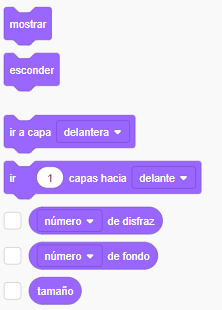 mostrar
esconder
ir a capa delantera
ir 1 capas hacia delante
número de disfraz
número de fondo
tamaño